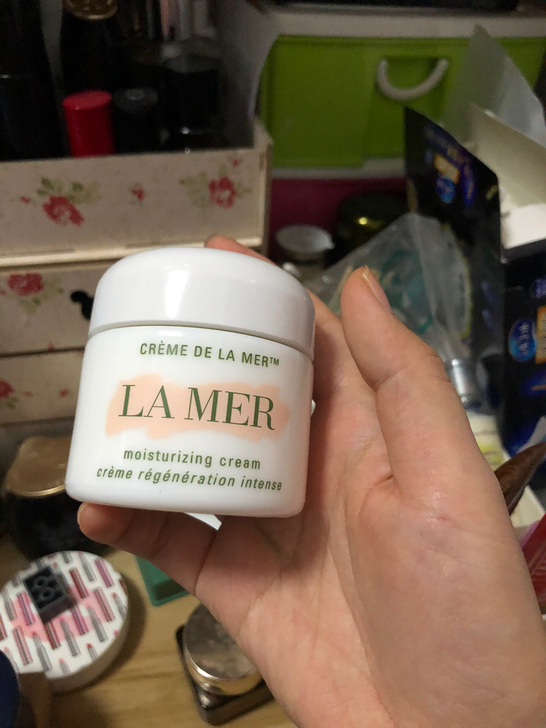 CRÈME DE LA MER™
LA MER
moisturizing cream
crème régénération intense